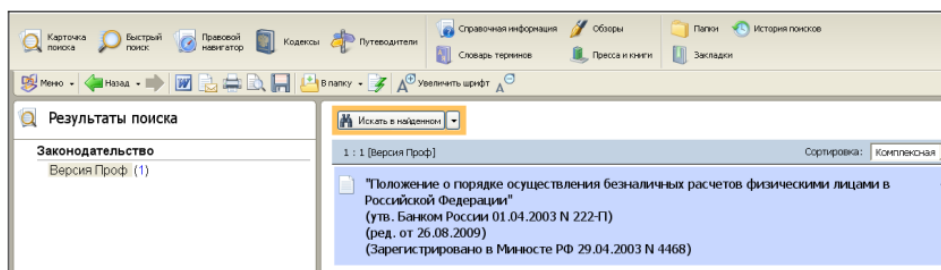 Карточка поиска Быстрый поиск Правовой навигатор Кодексы Путеводители Справочная информация Обзоры Папки История поисков
Словарь терминов Пресса и книги Закладки
Меню Назад В папку Увеличить шрифт
Результаты поиска Искать в найденном
Законодательство 1 : 1 [Версия Проф] Сортировка: Комплексная
Версия Проф (1)
"Положение о порядке осуществления безналичных расчетов физическими лицами в
Российской Федерации"
(утв. Банком России 01.04.2003 N 222-П)
(ред. от 26.08.2009)
(Зарегистрировано в Минюсте РФ 29.04.2003 N 4468)